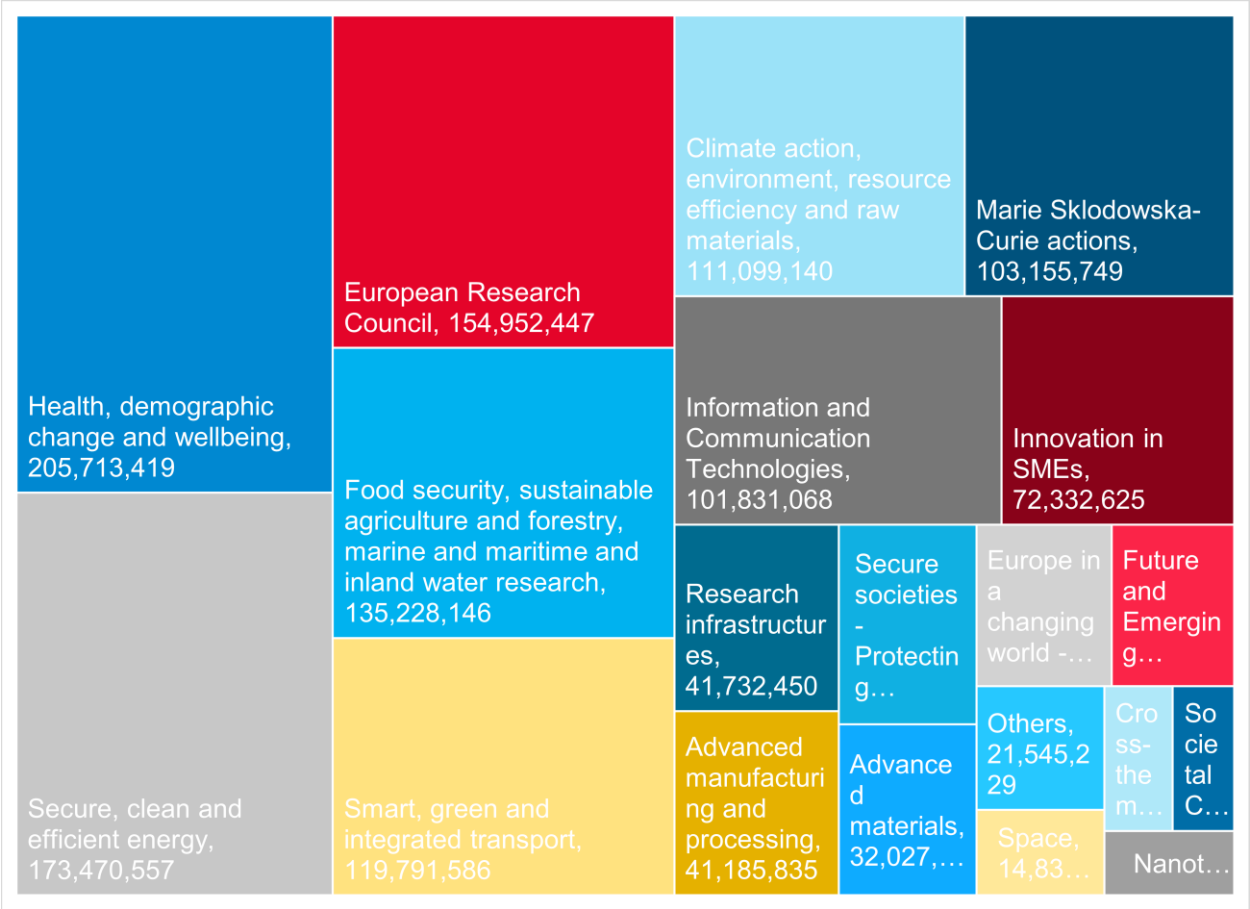 Health, demographic
change and wellbeing,
205,713,419
Secure, clean and
efficient energy,
173,470,557
European Research
Council, 154,952,447
Food security, sustainable
agriculture and forestry,
marine and maritime and
inland water research,
135,228,146
Smart, green and
integrated transport,
119,791,586
Climate action,
environment, resource
efficiency and raw
materials,
111,099,140
Marie Sklodowska-
Curie actions,
103,155,749
Information and
Communication
Technologies,
101,831,068
Innovation in
SMEs,
72,332,625
Research
infrastructur
es,
41,732,450
Advanced
manufacturi
ng and
processing,
41,185,835
Secure
societies
-
Protectin
g…
Advance
d
materials,
32,027,…
Europe in
a
changing
world -…
Future
and
Emergin
g…
Others,
21,545,2
29
Space,
14,83…
Cro
ss-
the
m…
So
cie
tal
C…
Nanot…